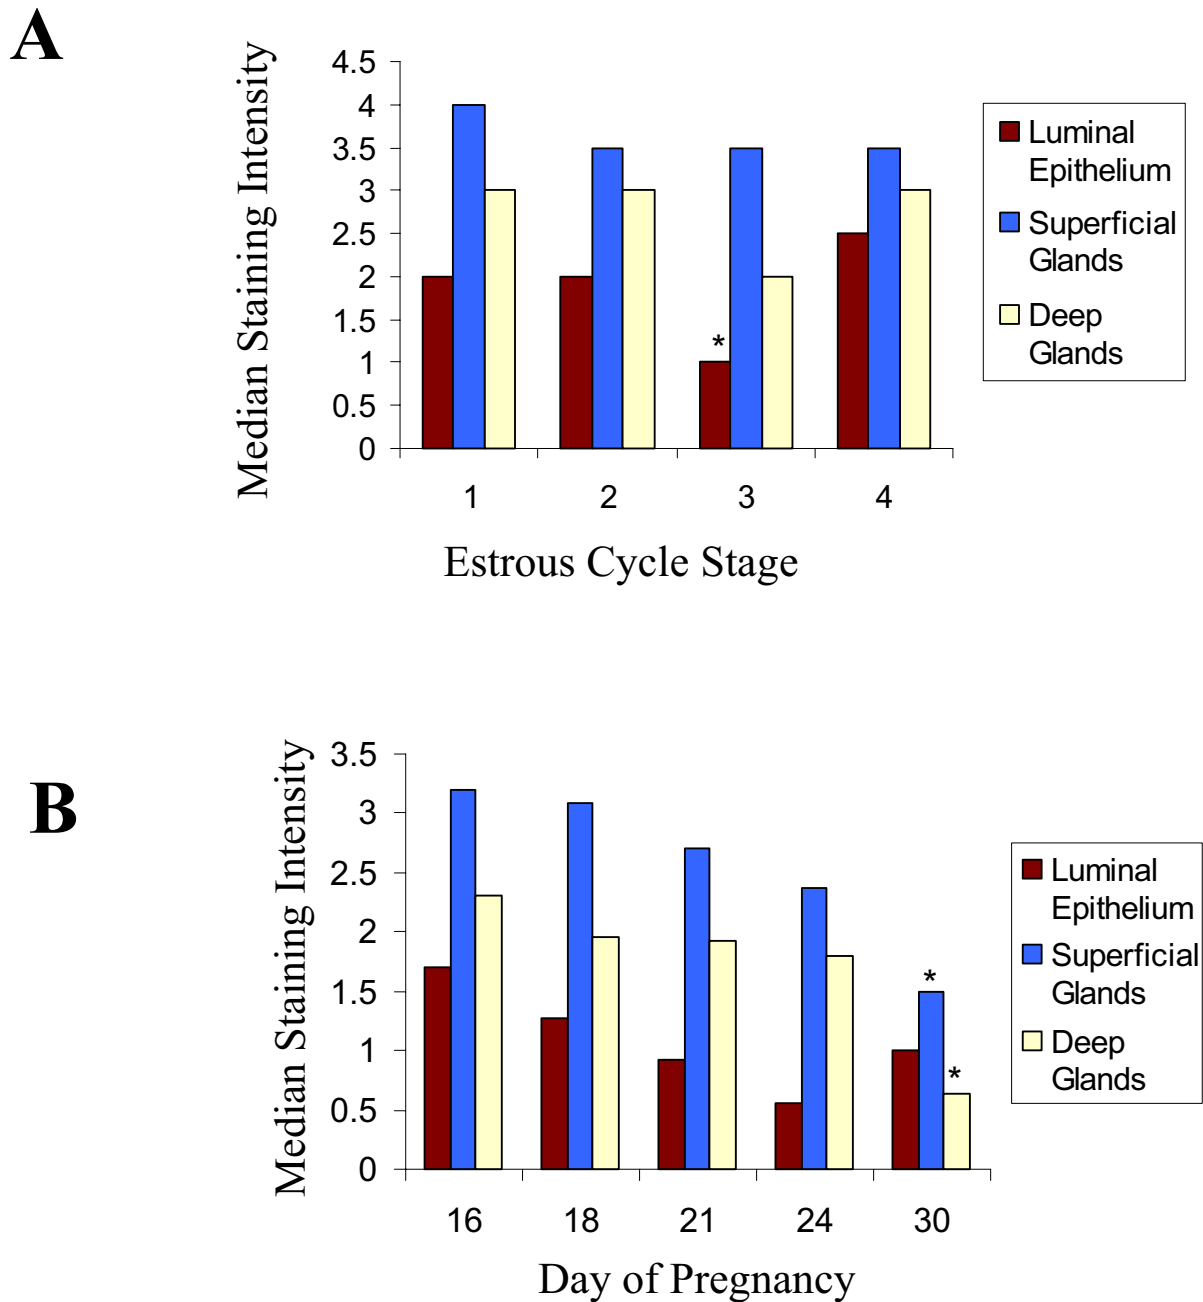 A
Median Staining Intensity
4.5
4
3.5
3
2.5
2
1.5
1
0.5
0
*
1 2 3 4
Estrous Cycle Stage
Luminal
Epithelium
Superficial
Glands
Deep
Glands
B
Median Staining Intensity
3.5
3
2.5
2
1.5
1
0.5
0
*
*
16 18 21 24 30
Day of Pregnancy
Luminal
Epithelium
Superficial
Glands
Deep
Glands